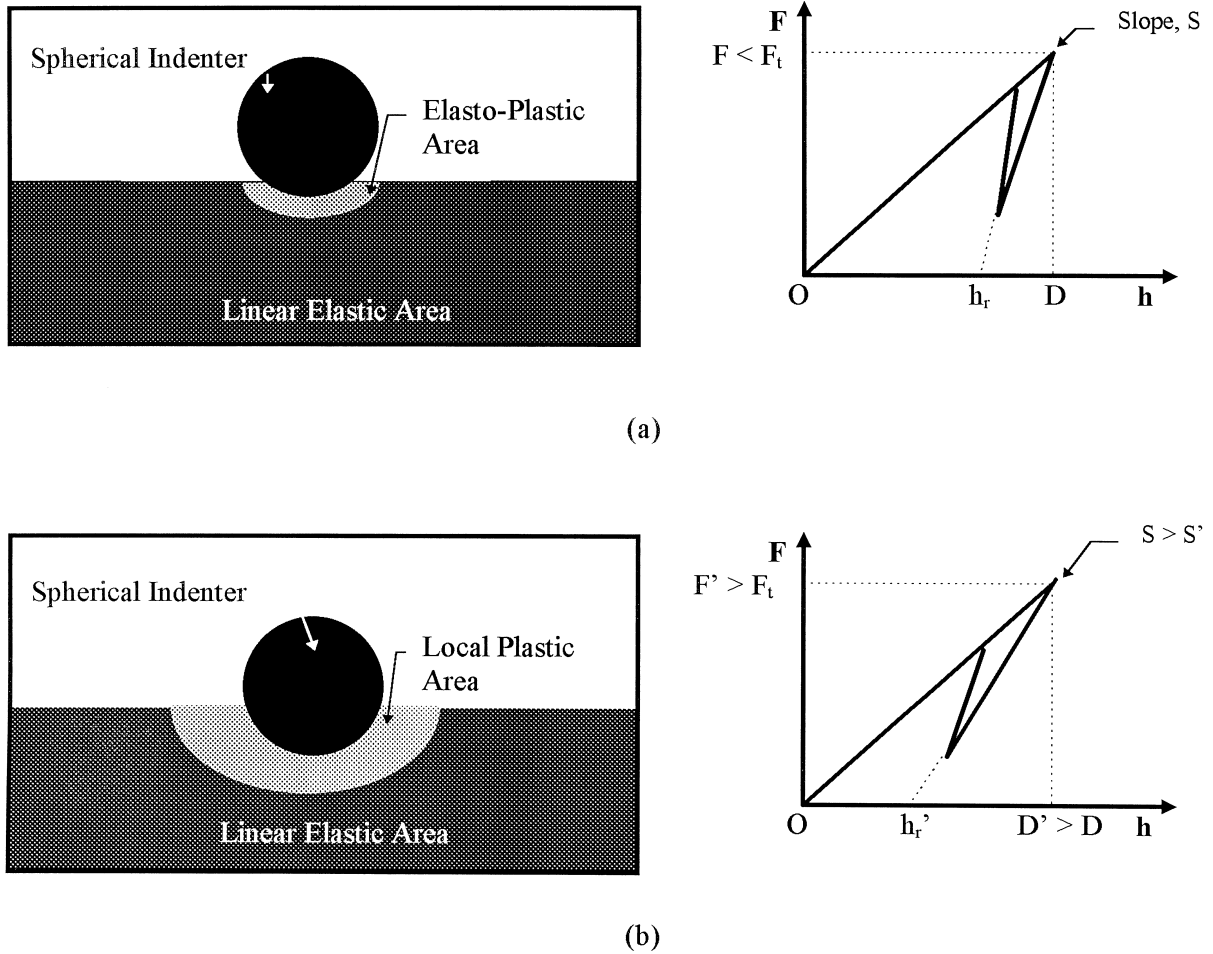 Spherical Indenter
Elasto-Plastic
Area
Linear Elastic Area
F
Slope, S
F < Fₜ
O
hᵣ
D
h
(a)
Spherical Indenter
Local Plastic
Area
Linear Elastic Area
F
S > S’
F’ > Fₜ
O
hᵣ’
D’ > D
h
(b)